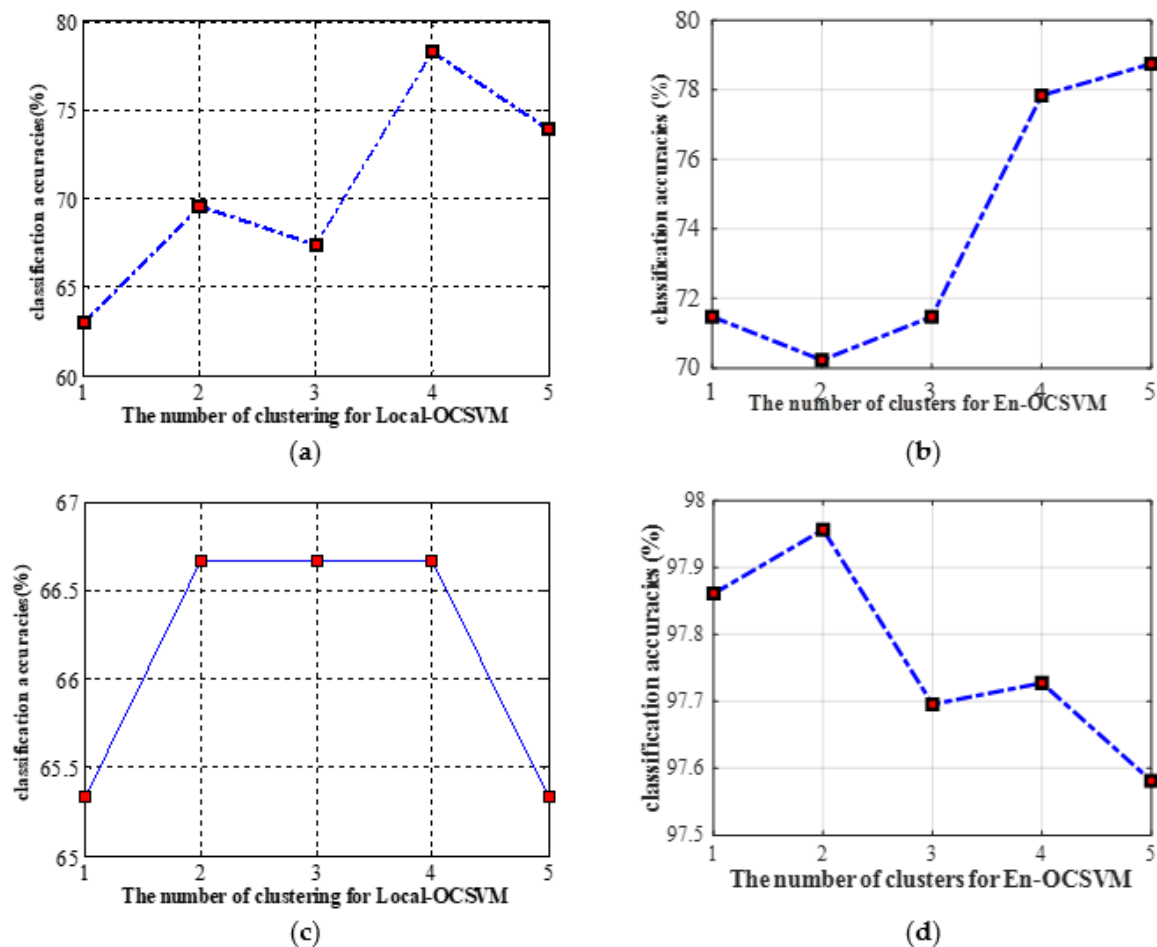 80
75
70
65
60
classification accuracies(%)
1 2 3 4 5
The number of clustering for Local-OCSVM
(a)
80
78
76
74
72
70
classification accuracies (%)
1 2 3 4 5
The number of clusters for En-OCSVM
(b)
67
66.5
66
65.5
65
classification accuracies(%)
1 2 3 4 5
The number of clustering for Local-OCSVM
(c)
98
97.9
97.8
97.7
97.6
97.5
classification accuracies (%)
1 2 3 4 5
The number of clusters for En-OCSVM
(d)